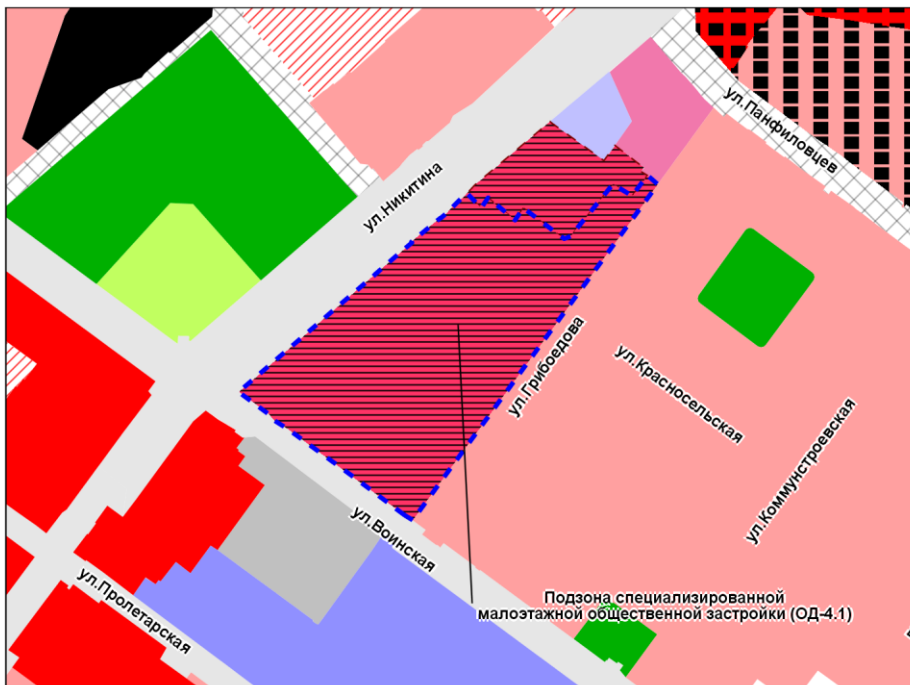 ул.Панфиловцев
ул.Никитина
ул.Грибоедова
ул.Красносельская
ул.Коммунстроевская
ул.Воинская
ул.Пролетарская
Подзона специализированной
малоэтажной общественной застройки (ОД-4.1)